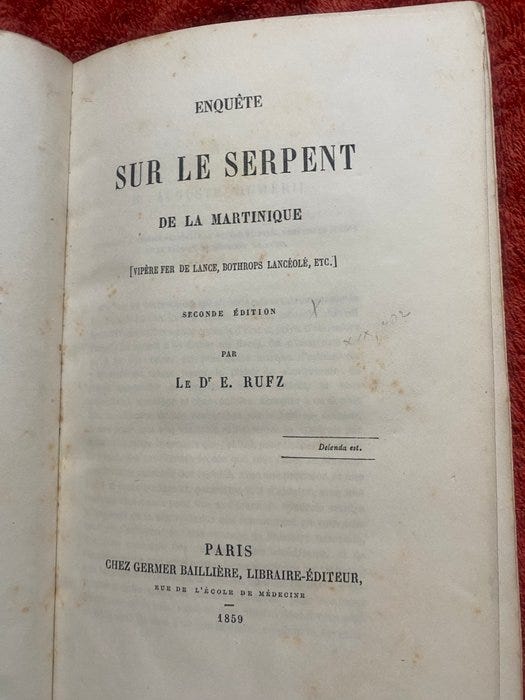 ENQUÊTE
SUR LE SERPENT
DE LA MARTINIQUE
[VIPÈRE FER DE LANCE, BOTHROPS LANCÉOLÉ, ETC.]
SECONDE ÉDITION
PAR
LE Dr E. RUFZ
Delenda est.
PARIS
CHEZ GERMER BAILLIÈRE, LIBRAIRE-ÉDITEUR,
RUE DE L'ÉCOLE DE MÉDECINE
1859